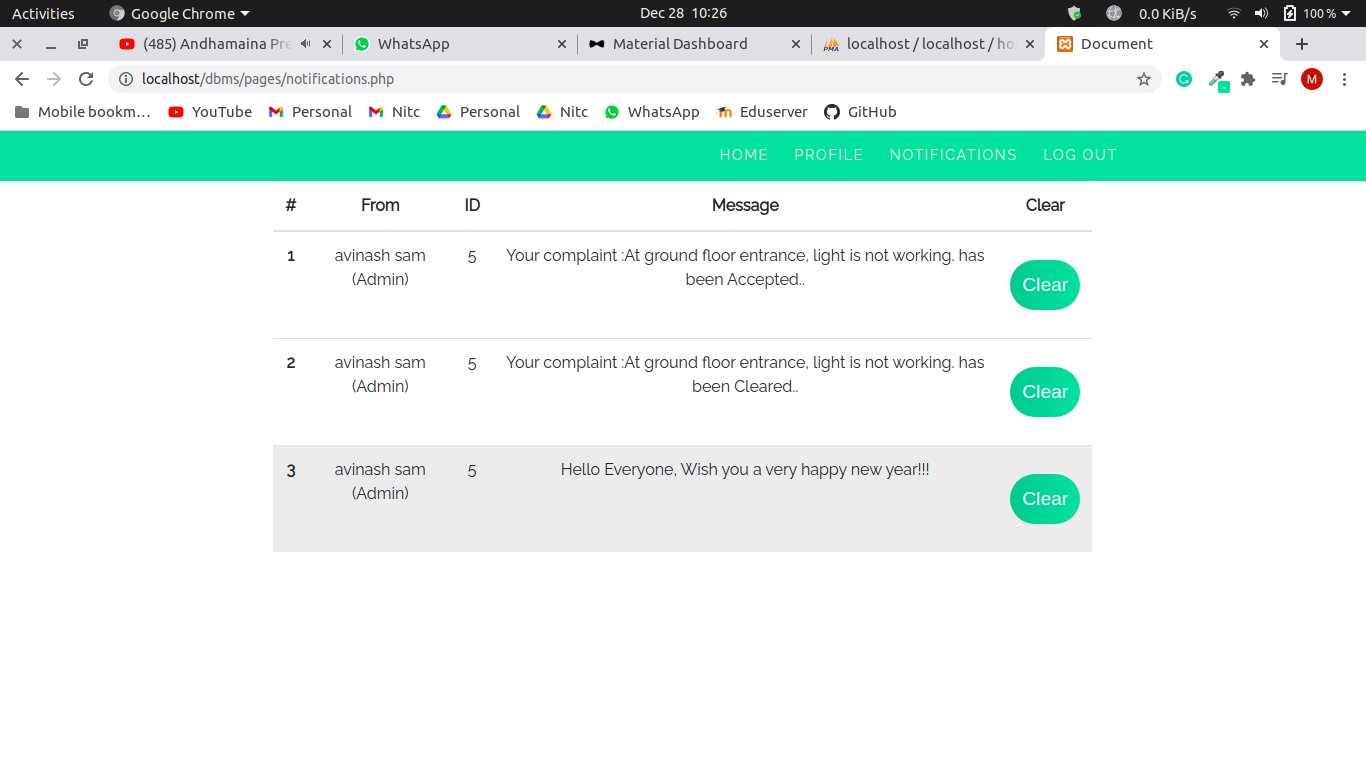 Activities Google Chrome Dec 28 10:26 0.0 KiB/s 100 %
(485) Andhamaina Pre WhatsApp Material Dashboard localhost / localhost / ho Document
localhost/dbms/pages/notifications.php M
Mobile bookm… YouTube Personal Nitc Personal Nitc WhatsApp Eduserver GitHub
HOME PROFILE NOTIFICATIONS LOG OUT
# From ID Message Clear
1 avinash sam 5 Your complaint :At ground floor entrance, light is not working. has
(Admin) been Accepted..
Clear
2 avinash sam 5 Your complaint :At ground floor entrance, light is not working. has
(Admin) been Cleared..
Clear
3 avinash sam 5 Hello Everyone, Wish you a very happy new year!!!
(Admin)
Clear